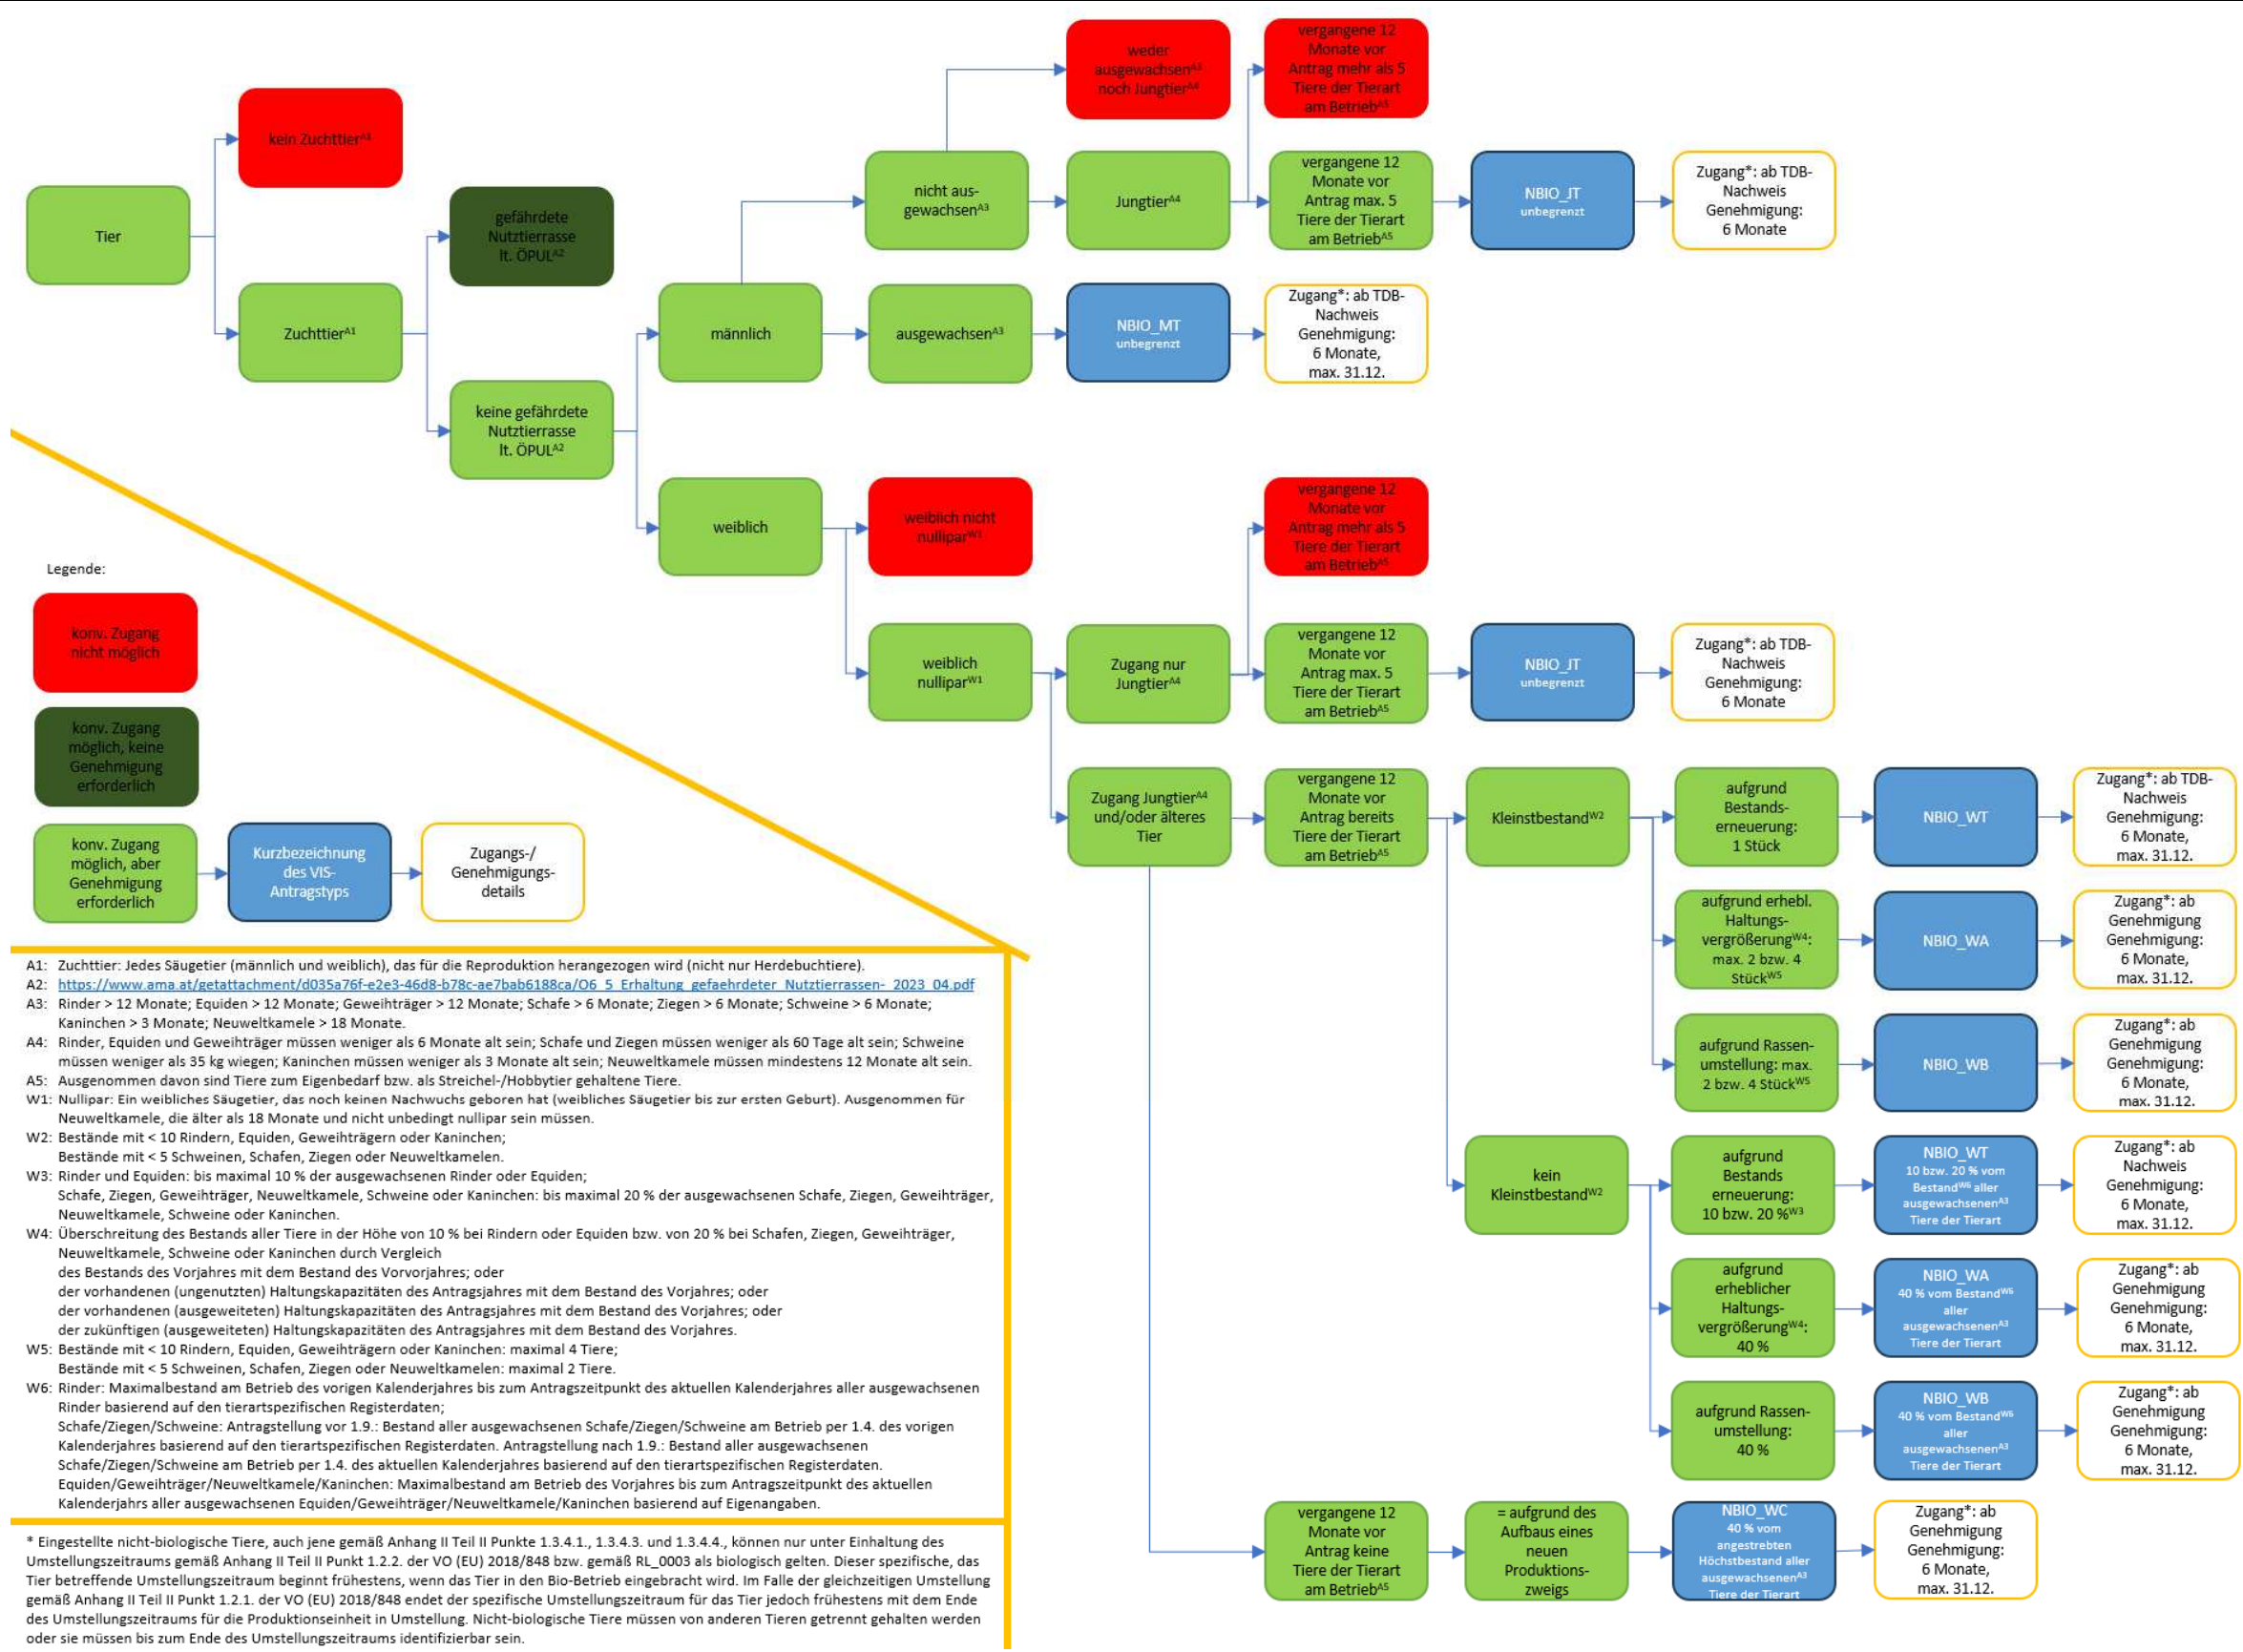 Tier
kein Zuchttier^A1
Zuchttier^A1
gefährdete
Nutztierrasse
lt. ÖPUL^A2
keine gefährdete
Nutztierrasse
lt. ÖPUL^A2
männlich
weiblich
nicht aus-
gewachsen^A3
ausgewachsen^A3
weder
ausgewachsen^A3
noch Jungtier^A4
Jungtier^A4
vergangene 12
Monate vor
Antrag mehr als 5
Tiere der Tierart
am Betrieb^A5
vergangene 12
Monate vor
Antrag max. 5
Tiere der Tierart
am Betrieb^A5
NBIO_JT
unbegrenzt
Zugang*: ab TDB-
Nachweis
Genehmigung:
6 Monate
NBIO_MT
unbegrenzt
Zugang*: ab TDB-
Nachweis
Genehmigung:
6 Monate,
max. 31.12.
weiblich nicht
nullipar^W1
weiblich
nullipar^W1
Zugang nur
Jungtier^A4
vergangene 12
Monate vor
Antrag mehr als 5
Tiere der Tierart
am Betrieb^A5
vergangene 12
Monate vor
Antrag max. 5
Tiere der Tierart
am Betrieb^A5
NBIO_JT
unbegrenzt
Zugang*: ab TDB-
Nachweis
Genehmigung:
6 Monate
Zugang Jungtier^A4
und/oder älteres
Tier
vergangene 12
Monate vor
Antrag bereits
Tiere der Tierart
am Betrieb^A5
Kleinstbestand^W2
aufgrund
Bestands-
erneuerung:
1 Stück
NBIO_WT
Zugang*: ab TDB-
Nachweis
Genehmigung:
6 Monate,
max. 31.12.
aufgrund erhebl.
Haltungs-
vergrößerung^W4:
max. 2 bzw. 4
Stück^W5
NBIO_WA
Zugang*: ab
Genehmigung
Genehmigung:
6 Monate,
max. 31.12.
aufgrund Rassen-
umstellung: max.
2 bzw. 4 Stück^W5
NBIO_WB
Zugang*: ab
Genehmigung
Genehmigung:
6 Monate,
max. 31.12.
kein
Kleinstbestand^W2
aufgrund
Bestands
erneuerung:
10 bzw. 20 %^W3
NBIO_WT
10 bzw. 20 % vom
Bestand^W6 aller
ausgewachsenen^A3
Tiere der Tierart
Zugang*: ab
Nachweis
Genehmigung:
6 Monate,
max. 31.12.
aufgrund
erheblicher
Haltungs-
vergrößerung^W4:
40 %
NBIO_WA
40 % vom Bestand^W6
aller
ausgewachsenen^A3
Tiere der Tierart
Zugang*: ab
Genehmigung
Genehmigung:
6 Monate,
max. 31.12.
aufgrund Rassen-
umstellung:
40 %
NBIO_WB
40 % vom Bestand^W6
aller
ausgewachsenen^A3
Tiere der Tierart
Zugang*: ab
Genehmigung
Genehmigung:
6 Monate,
max. 31.12.
vergangene 12
Monate vor
Antrag keine
Tiere der Tierart
am Betrieb^A5
= aufgrund des
Aufbaus eines
neuen
Produktions-
zweigs
NBIO_WC
40 % vom
angestrebten
Höchstbestand aller
ausgewachsenen^A3
Tiere der Tierart
Zugang*: ab
Genehmigung
Genehmigung:
6 Monate,
max. 31.12.
Legende:
konv. Zugang
nicht möglich
konv. Zugang
möglich, keine
Genehmigung
erforderlich
konv. Zugang
möglich, aber
Genehmigung
erforderlich
Kurzbezeichnung
des VIS-
Antragstyps
Zugangs-/
Genehmigungs-
details
A1: Zuchttier: Jedes Säugetier (männlich und weiblich), das für die Reproduktion herangezogen wird (nicht nur Herdebuchtiere).
A2: https://www.ama.at/getattachment/d035a76f-e2e3-46d8-b78c-ae7bab6188ca/O6_5_Erhaltung_gefaehrdeter_Nutztierrassen-_2023_04.pdf
A3: Rinder > 12 Monate; Equiden > 12 Monate; Geweihträger > 12 Monate; Schafe > 6 Monate; Ziegen > 6 Monate; Schweine > 6 Monate;
Kaninchen > 3 Monate; Neuweltkamele > 18 Monate.
A4: Rinder, Equiden und Geweihträger müssen weniger als 6 Monate alt sein; Schafe und Ziegen müssen weniger als 60 Tage alt sein; Schweine
müssen weniger als 35 kg wiegen; Kaninchen müssen weniger als 3 Monate alt sein; Neuweltkamele müssen mindestens 12 Monate alt sein.
A5: Ausgenommen davon sind Tiere zum Eigenbedarf bzw. als Streichel-/Hobbytier gehaltene Tiere.
W1: Nullipar: Ein weibliches Säugetier, das noch keinen Nachwuchs geboren hat (weibliches Säugetier bis zur ersten Geburt). Ausgenommen für
Neuweltkamele, die älter als 18 Monate und nicht unbedingt nullipar sein müssen.
W2: Bestände mit < 10 Rindern, Equiden, Geweihträgern oder Kaninchen;
Bestände mit < 5 Schweinen, Schafen, Ziegen oder Neuweltkamelen.
W3: Rinder und Equiden: bis maximal 10 % der ausgewachsenen Rinder oder Equiden;
Schafe, Ziegen, Geweihträger, Neuweltkamele, Schweine oder Kaninchen: bis maximal 20 % der ausgewachsenen Schafe, Ziegen, Geweihträger,
Neuweltkamele, Schweine oder Kaninchen.
W4: Überschreitung des Bestands aller Tiere in der Höhe von 10 % bei Rindern oder Equiden bzw. von 20 % bei Schafen, Ziegen, Geweihträger,
Neuweltkamele, Schweine oder Kaninchen durch Vergleich
des Bestands des Vorjahres mit dem Bestand des Vorvorjahres; oder
der vorhandenen (ungenutzten) Haltungskapazitäten des Antragsjahres mit dem Bestand des Vorjahres; oder
der vorhandenen (ausgeweiteten) Haltungskapazitäten des Antragsjahres mit dem Bestand des Vorjahres; oder
der zukünftigen (ausgeweiteten) Haltungskapazitäten des Antragsjahres mit dem Bestand des Vorjahres.
W5: Bestände mit < 10 Rindern, Equiden, Geweihträgern oder Kaninchen: maximal 4 Tiere;
Bestände mit < 5 Schweinen, Schafen, Ziegen oder Neuweltkamelen: maximal 2 Tiere.
W6: Rinder: Maximalbestand am Betrieb des vorigen Kalenderjahres bis zum Antragszeitpunkt des aktuellen Kalenderjahres aller ausgewachsenen
Rinder basierend auf den tierartspezifischen Registerdaten;
Schafe/Ziegen/Schweine: Antragstellung vor 1.9.: Bestand aller ausgewachsenen Schafe/Ziegen/Schweine am Betrieb per 1.4. des vorigen
Kalenderjahres basierend auf den tierartspezifischen Registerdaten. Antragstellung nach 1.9.: Bestand aller ausgewachsenen
Schafe/Ziegen/Schweine am Betrieb per 1.4. des aktuellen Kalenderjahres basierend auf den tierartspezifischen Registerdaten.
Equiden/Geweihträger/Neuweltkamele/Kaninchen: Maximalbestand am Betrieb des Vorjahres bis zum Antragszeitpunkt des aktuellen
Kalenderjahrs aller ausgewachsenen Equiden/Geweihträger/Neuweltkamele/Kaninchen basierend auf Eigenangaben.
* Eingestellte nicht-biologische Tiere, auch jene gemäß Anhang II Teil II Punkte 1.3.4.1., 1.3.4.3. und 1.3.4.4., können nur unter Einhaltung des
Umstellungszeitraums gemäß Anhang II Teil II Punkt 1.2.2. der VO (EU) 2018/848 bzw. gemäß RL_0003 als biologisch gelten. Dieser spezifische, das
Tier betreffende Umstellungszeitraum beginnt frühestens, wenn das Tier in den Bio-Betrieb eingebracht wird. Im Falle der gleichzeitigen Umstellung
gemäß Anhang II Teil II Punkt 1.2.1. der VO (EU) 2018/848 endet der spezifische Umstellungszeitraum für das Tier jedoch frühestens mit dem Ende
des Umstellungszeitraums für die Produktionseinheit in Umstellung. Nicht-biologische Tiere müssen von anderen Tieren getrennt gehalten werden
oder sie müssen bis zum Ende des Umstellungszeitraums identifizierbar sein.